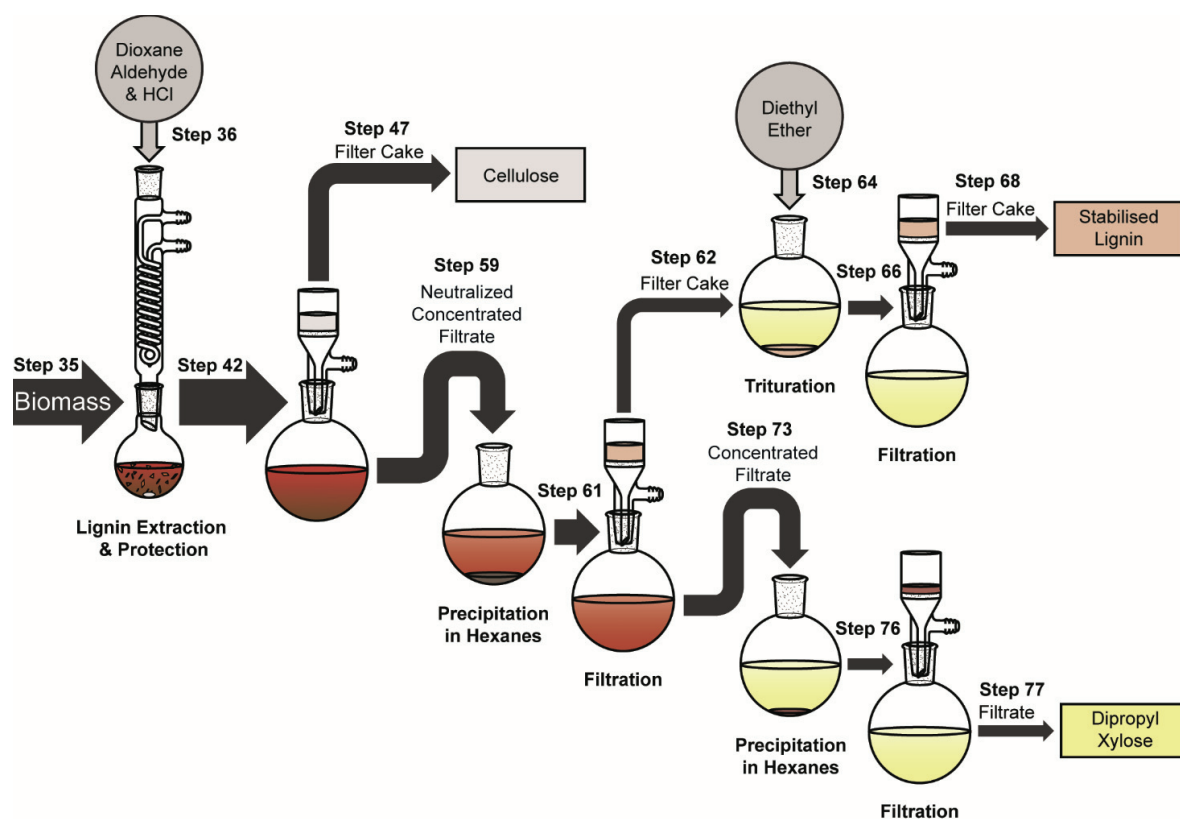 Dioxane
Aldehyde
& HCl
Step 36
Step 47
Filter Cake
Cellulose
Diethyl
Ether
Step 64
Step 68
Filter Cake
Stabilised
Lignin
Step 59
Neutralized
Concentrated
Filtrate
Step 62
Filter Cake
Step 66
Trituration
Filtration
Step 35
Biomass
Step 42
Lignin Extraction
& Protection
Step 61
Precipitation
in Hexanes
Filtration
Step 73
Concentrated
Filtrate
Step 76
Precipitation
in Hexanes
Step 77
Filtrate
Dipropyl
Xylose
Filtration